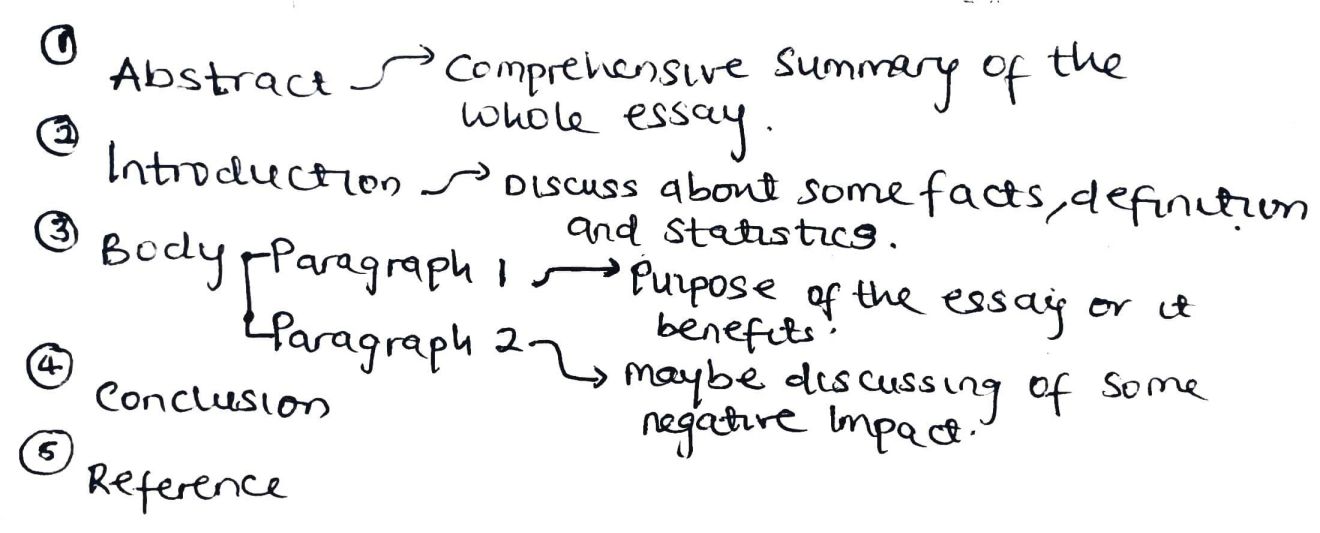 ① Abstract → Comprehensive summary of the
whole essay.
② Introduction → Discuss about some facts, definition
and statistics.
③ Body Paragraph 1 → Purpose of the essay or it
benefits.
Paragraph 2 → maybe discussing of some
negative impact.
④ Conclusion
⑤ Reference